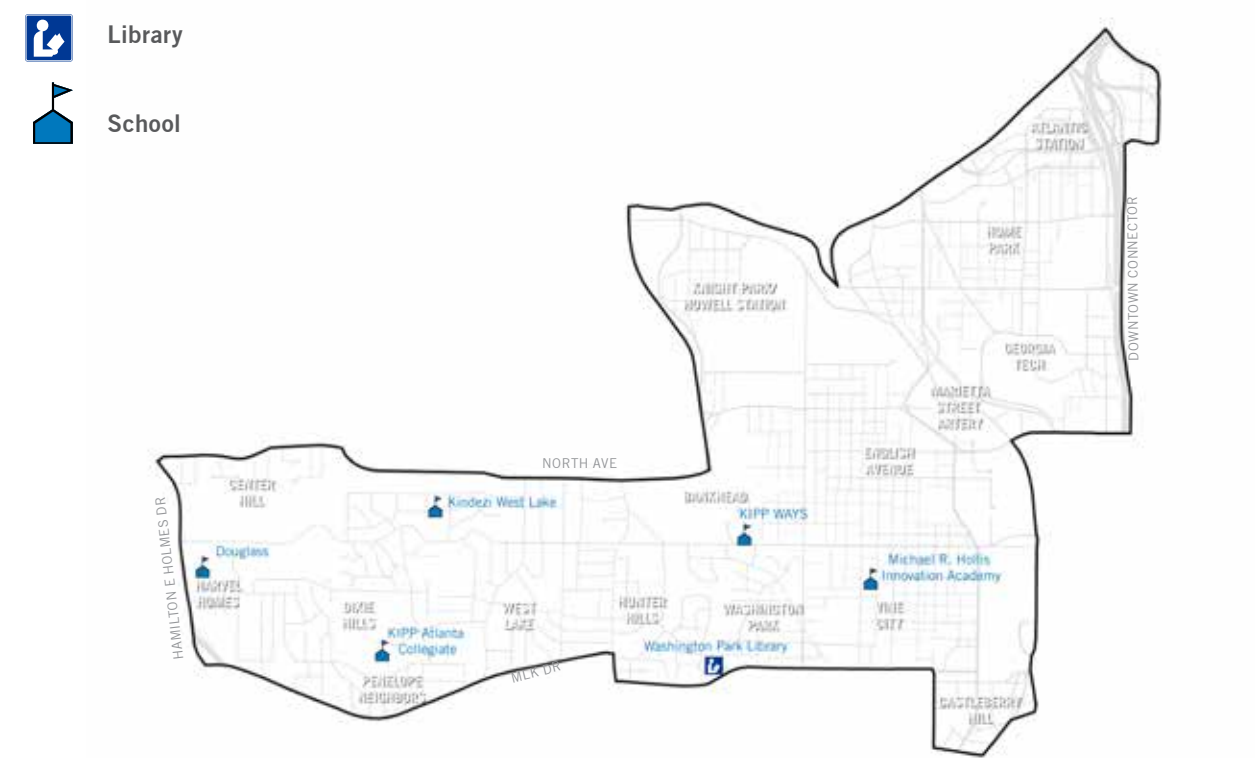 Library
School
ATLANTIC
STATION
DOWNTOWN CONNECTOR
HOME
PARK
KNIGHT PARK/
HOWELL STATION
GEORGIA
TECH
MARIETTA
STREET
ARTERY
ENGLISH
AVENUE
NORTH AVE
CENTER
HILL
BANKHEAD
Kindezi West Lake
KIPP WAYS
HAMILTON E HOLMES DR
Douglass
Michael R. Hollis
Innovation Academy
HARVEL
HOMES
DIXIE
HILLS
WEST
LAKE
HUNTER
HILLS
WASHINGTON
PARK
VINE
CITY
KIPP Atlanta
Collegiate
Washington Park Library
MLK DR
PENELOPE
NEIGHBORS
CASTLEBERRY
HILL